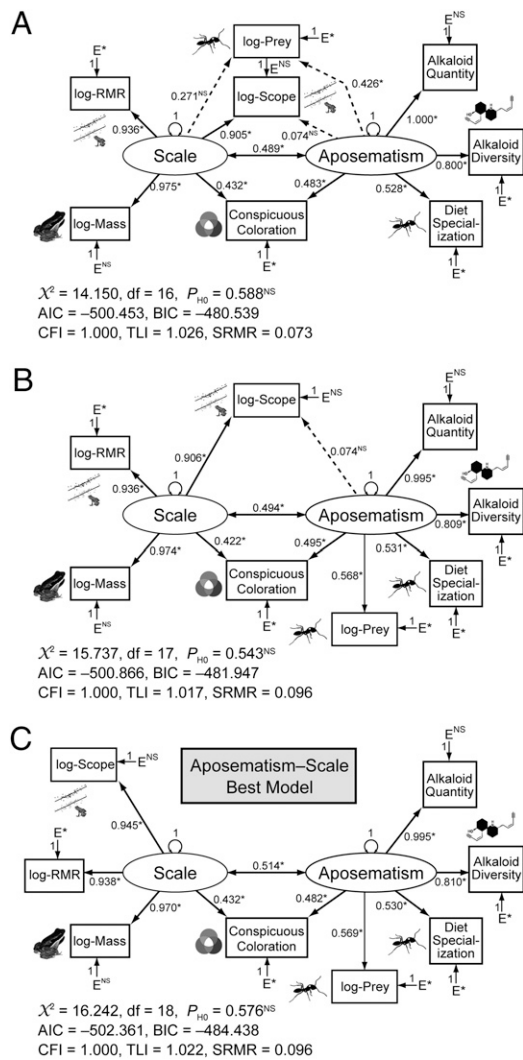 A
log-Prey
1
E*
E*
1
log-RMR
1
E^NS
log-Scope
E^NS
1
Alkaloid
Quantity
0.271^NS
0.426*
0.936*
1
0.905*
0.074^NS
1
1.000*
Scale
0.489*
Aposematism
0.800*
Alkaloid
Diversity
1
E*
0.975*
0.432*
0.483*
0.528*
log-Mass
1
E^NS
Conspicuous
Coloration
1
E*
Diet
Special-
ization
1
E*
Χ² = 14.150, df = 16, P_H0 = 0.588^NS
AIC = –500.453, BIC = –480.539
CFI = 1.000, TLI = 1.026, SRMR = 0.073
B
log-Scope
1
E^NS
E*
1
log-RMR
E^NS
1
Alkaloid
Quantity
0.906*
0.074^NS
0.936*
1
1
0.995*
Scale
0.494*
Aposematism
0.809*
Alkaloid
Diversity
1
E*
0.974*
0.422*
0.495*
0.568*
0.531*
log-Mass
1
E^NS
Conspicuous
Coloration
1
E*
Diet
Special-
ization
1
E*
log-Prey
1
E*
Χ² = 15.737, df = 17, P_H0 = 0.543^NS
AIC = –500.866, BIC = –481.947
CFI = 1.000, TLI = 1.017, SRMR = 0.096
C
log-Scope
1
E^NS
Aposematism–Scale
Best Model
E^NS
1
Alkaloid
Quantity
E*
1
log-RMR
0.945*
0.938*
1
Scale
0.514*
1
Aposematism
0.995*
0.810*
Alkaloid
Diversity
1
E*
0.970*
0.432*
0.482*
0.569*
0.530*
log-Mass
1
E^NS
Conspicuous
Coloration
1
E*
Diet
Special-
ization
1
E*
log-Prey
1
E*
Χ² = 16.242, df = 18, P_H0 = 0.576^NS
AIC = –502.361, BIC = –484.438
CFI = 1.000, TLI = 1.022, SRMR = 0.096